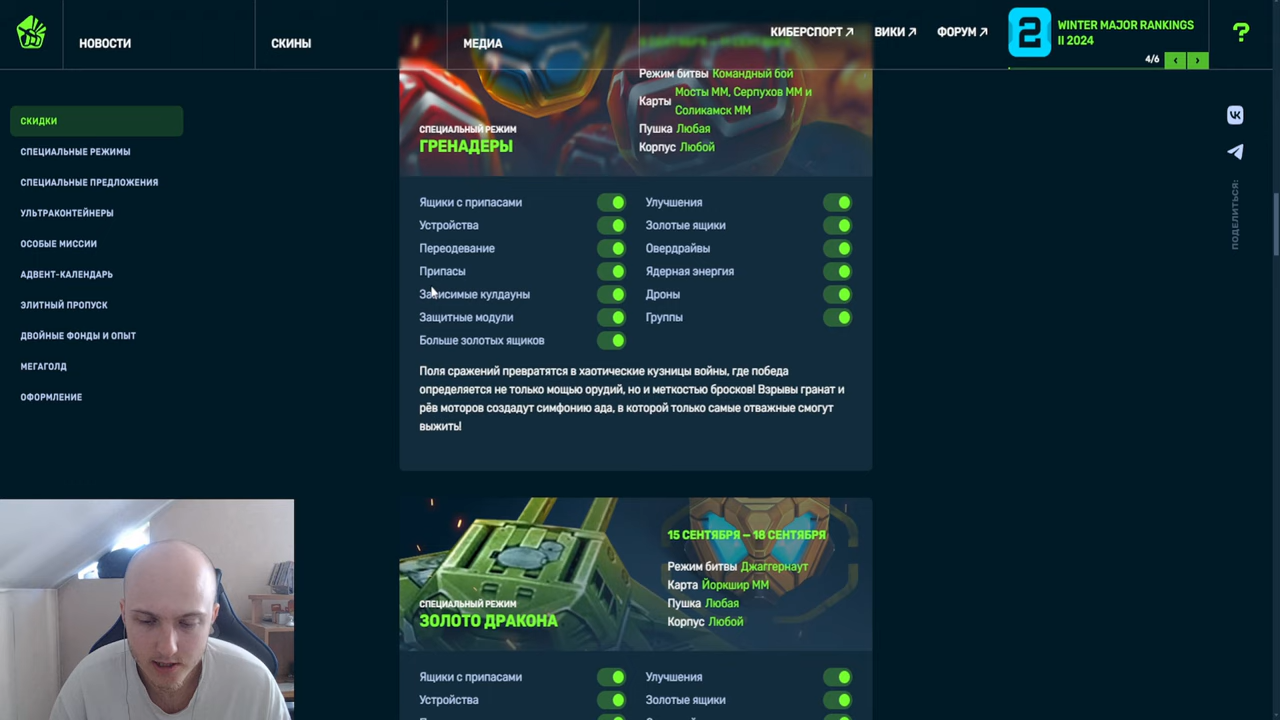 НОВОСТИ
СКИНЫ
МЕДИА
КИБЕРСПОРТ
ВИКИ
ФОРУМ
2
WINTER MAJOR RANKINGS
II 2024
4/6
?
СКИДКИ
СПЕЦИАЛЬНЫЕ РЕЖИМЫ
СПЕЦИАЛЬНЫЕ ПРЕДЛОЖЕНИЯ
УЛЬТРАКОНТЕЙНЕРЫ
ОСОБЫЕ МИССИИ
АДВЕНТ-КАЛЕНДАРЬ
ЭЛИТНЫЙ ПРОПУСК
ДВОЙНЫЕ ФОНДЫ И ОПЫТ
МЕГАГОЛД
ОФОРМЛЕНИЕ
Режим битвы Командный бой
Карты Мосты ММ, Серпухов ММ и
Соликамск ММ
Пушка Любая
Корпус Любой
СПЕЦИАЛЬНЫЙ РЕЖИМ
ГРЕНАДЕРЫ
Ящики с припасами
Устройства
Переодевание
Припасы
Зависимые кулдауны
Защитные модули
Больше золотых ящиков
Улучшения
Золотые ящики
Овердрайвы
Ядерная энергия
Дроны
Группы
Поля сражений превратятся в хаотические кузницы войны, где победа
определяется не только мощью орудий, но и меткостью бросков! Взрывы гранат и
рёв моторов создадут симфонию ада, в которой только самые отважные смогут
выжить!
15 СЕНТЯБРЯ – 18 СЕНТЯБРЯ
Режим битвы Джаггернаут
Карта Йоркшир ММ
Пушка Любая
Корпус Любой
СПЕЦИАЛЬНЫЙ РЕЖИМ
ЗОЛОТО ДРАКОНА
Ящики с припасами
Устройства
Улучшения
Золотые ящики
ПОДЕЛИТЬСЯ: